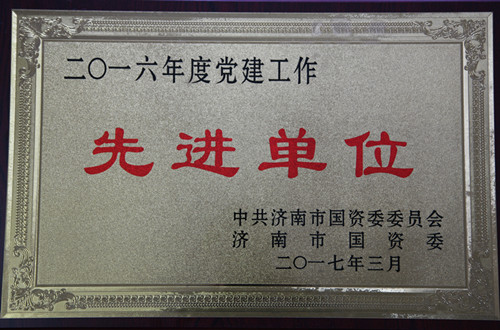 二〇一六年度党建工作
先进单位
中共济南市国资委委员会
济南市国资委
二〇一七年三月